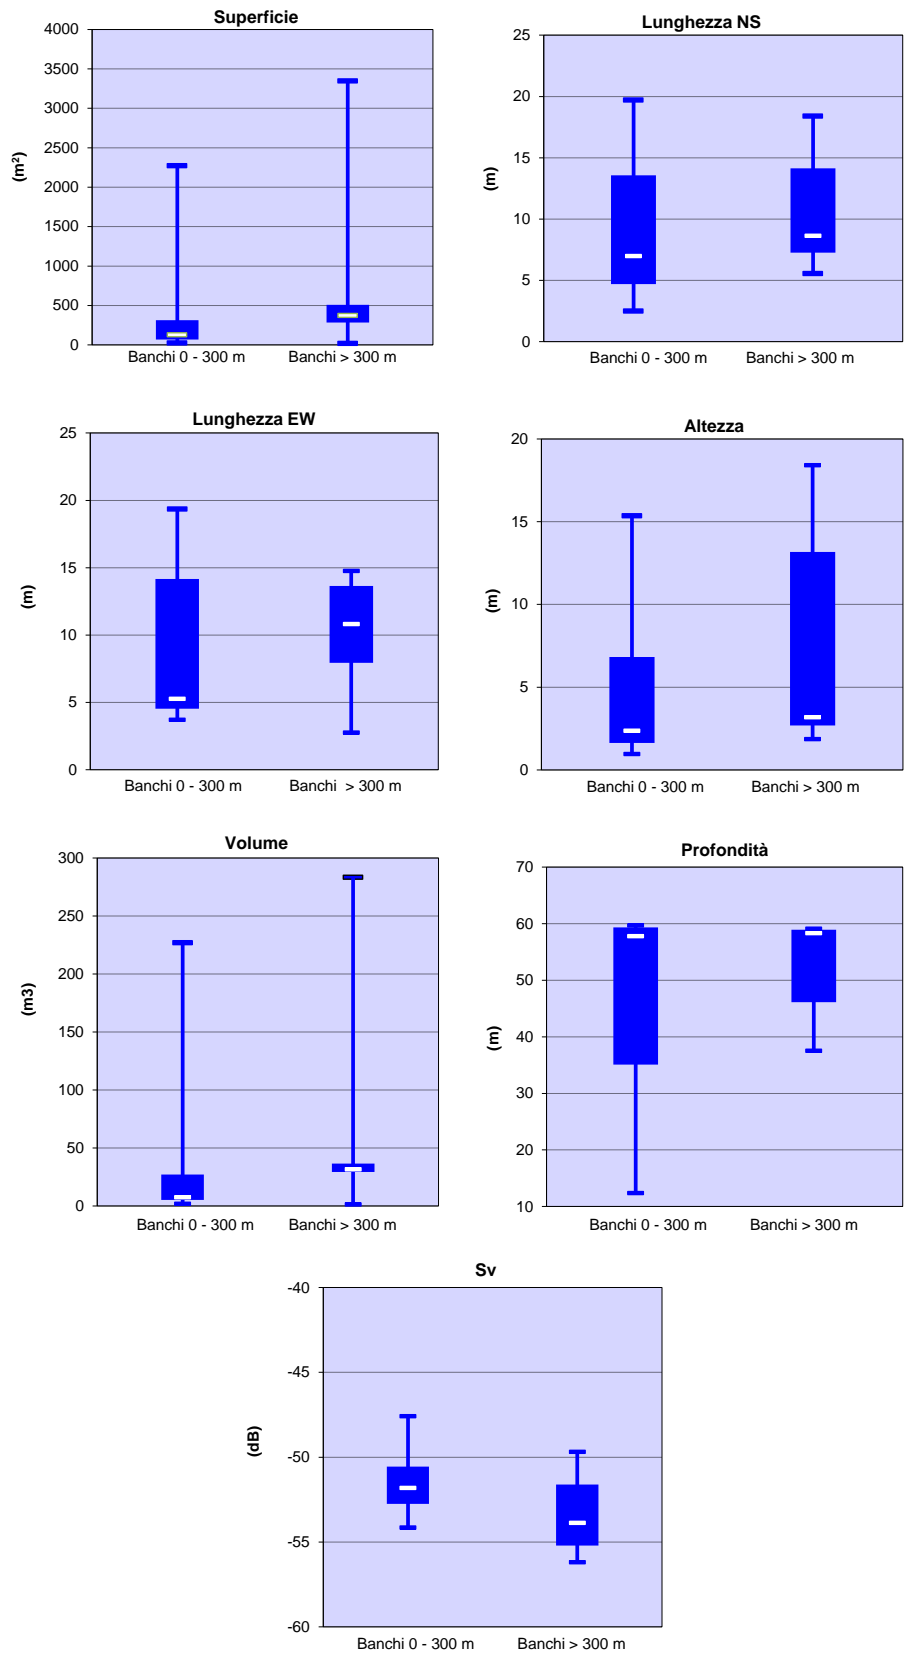 Superficie
4000
3500
3000
2500
2000
1500
1000
500
0
(m²)
Banchi 0 - 300 m
Banchi > 300 m
Lunghezza NS
25
20
15
10
5
0
(m)
Banchi 0 - 300 m
Banchi > 300 m
Lunghezza EW
25
20
15
10
5
0
(m)
Banchi 0 - 300 m
Banchi > 300 m
Altezza
20
15
10
5
0
(m)
Banchi 0 - 300 m
Banchi > 300 m
Volume
300
250
200
150
100
50
0
(m3)
Banchi 0 - 300 m
Banchi > 300 m
Profondità
70
60
50
40
30
20
10
(m)
Banchi 0 - 300 m
Banchi > 300 m
Sv
-40
-45
-50
-55
-60
(dB)
Banchi 0 - 300 m
Banchi > 300 m